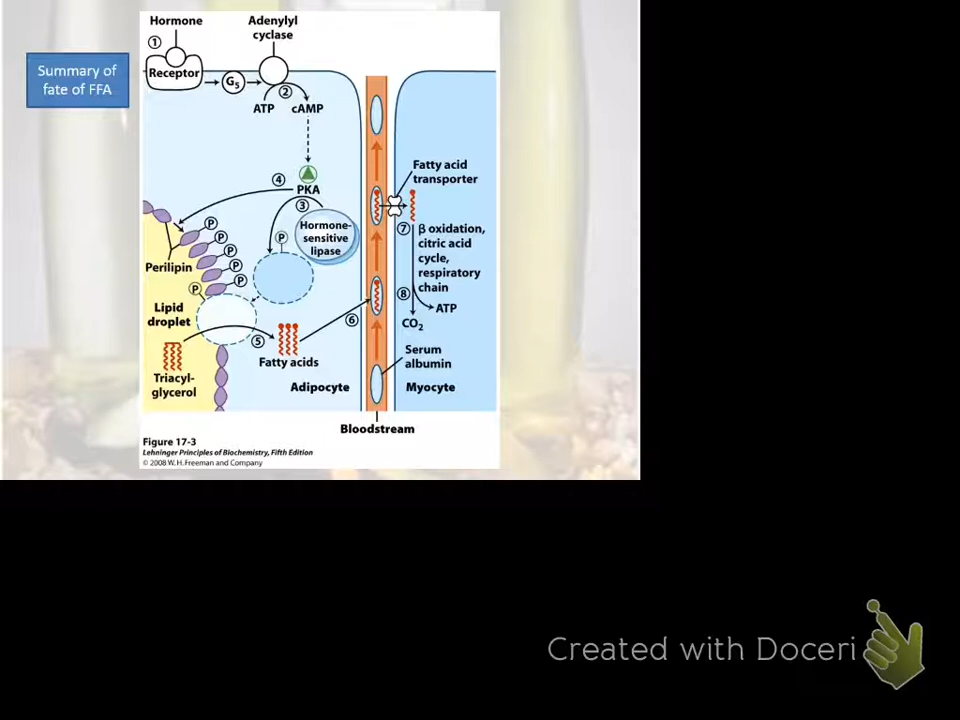 Summary of
fate of FFA
Hormone
Adenylyl
cyclase
1
Receptor
Gs
2
ATP
cAMP
4
PKA
3
Hormone-
sensitive
lipase
P
P
P
P
P
P
P
Perilipin
Lipid
droplet
5
Fatty acids
6
Triacyl-
glycerol
Adipocyte
Fatty acid
transporter
7
β oxidation,
citric acid
cycle,
respiratory
chain
8
ATP
CO2
Serum
albumin
Myocyte
Bloodstream
Figure 17-3
Lehninger Principles of Biochemistry, Fifth Edition
© 2008 W. H. Freeman and Company
Created with Doceri